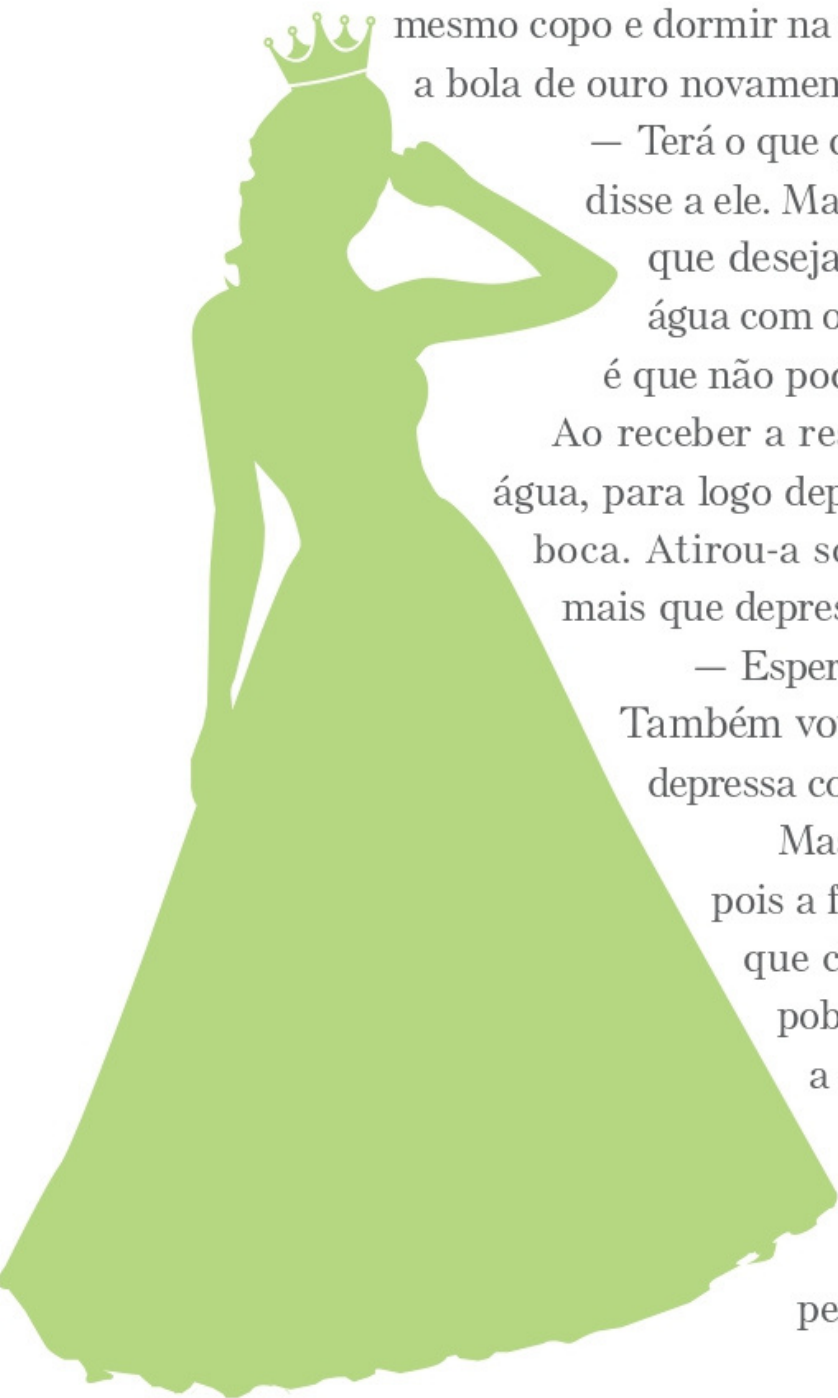 mesmo copo e dormir na
a bola de ouro novamen
— Terá o que
disse a ele. Ma
que deseja
água com o
é que não poc
Ao receber a re
água, para logo dep
boca. Atirou-a so
mais que depres
— Esper
Também vo
depressa co
Ma
pois a f
que c
pob
a
pe